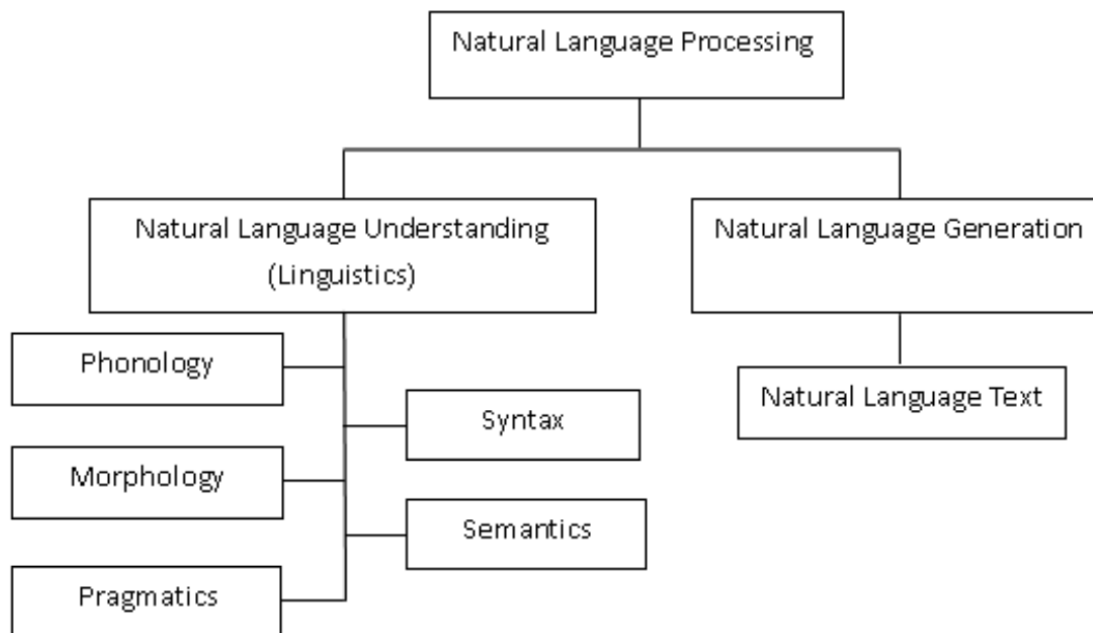 Natural Language Processing
Natural Language Understanding
(Linguistics)
Natural Language Generation
Phonology
Natural Language Text
Syntax
Morphology
Semantics
Pragmatics